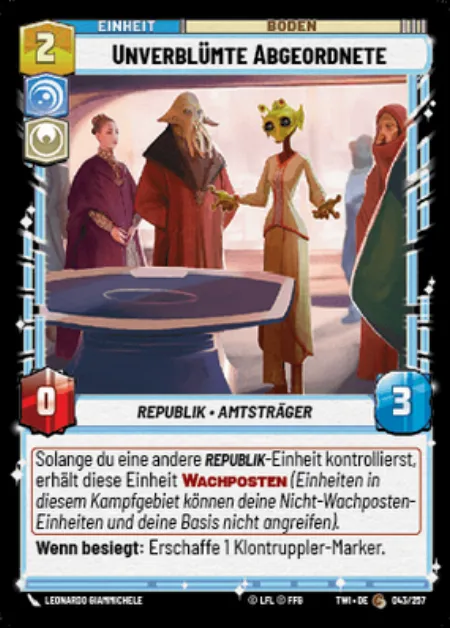 EINHEIT
BODEN
2
UNVERBLÜMTE ABGEORDNETE
0
REPUBLIK • AMTSTRÄGER
3
Solange du eine andere REPUBLIK-Einheit kontrollierst,
erhält diese Einheit WACHPOSTEN (Einheiten in
diesem Kampfgebiet können deine Nicht-Wachposten-
Einheiten und deine Basis nicht angreifen).
Wenn besiegt: Erschaffe 1 Klontruppler-Marker.
LEONARDO GIAMMICHELE
© LFL © FFG
TWI • DE
C
043/257